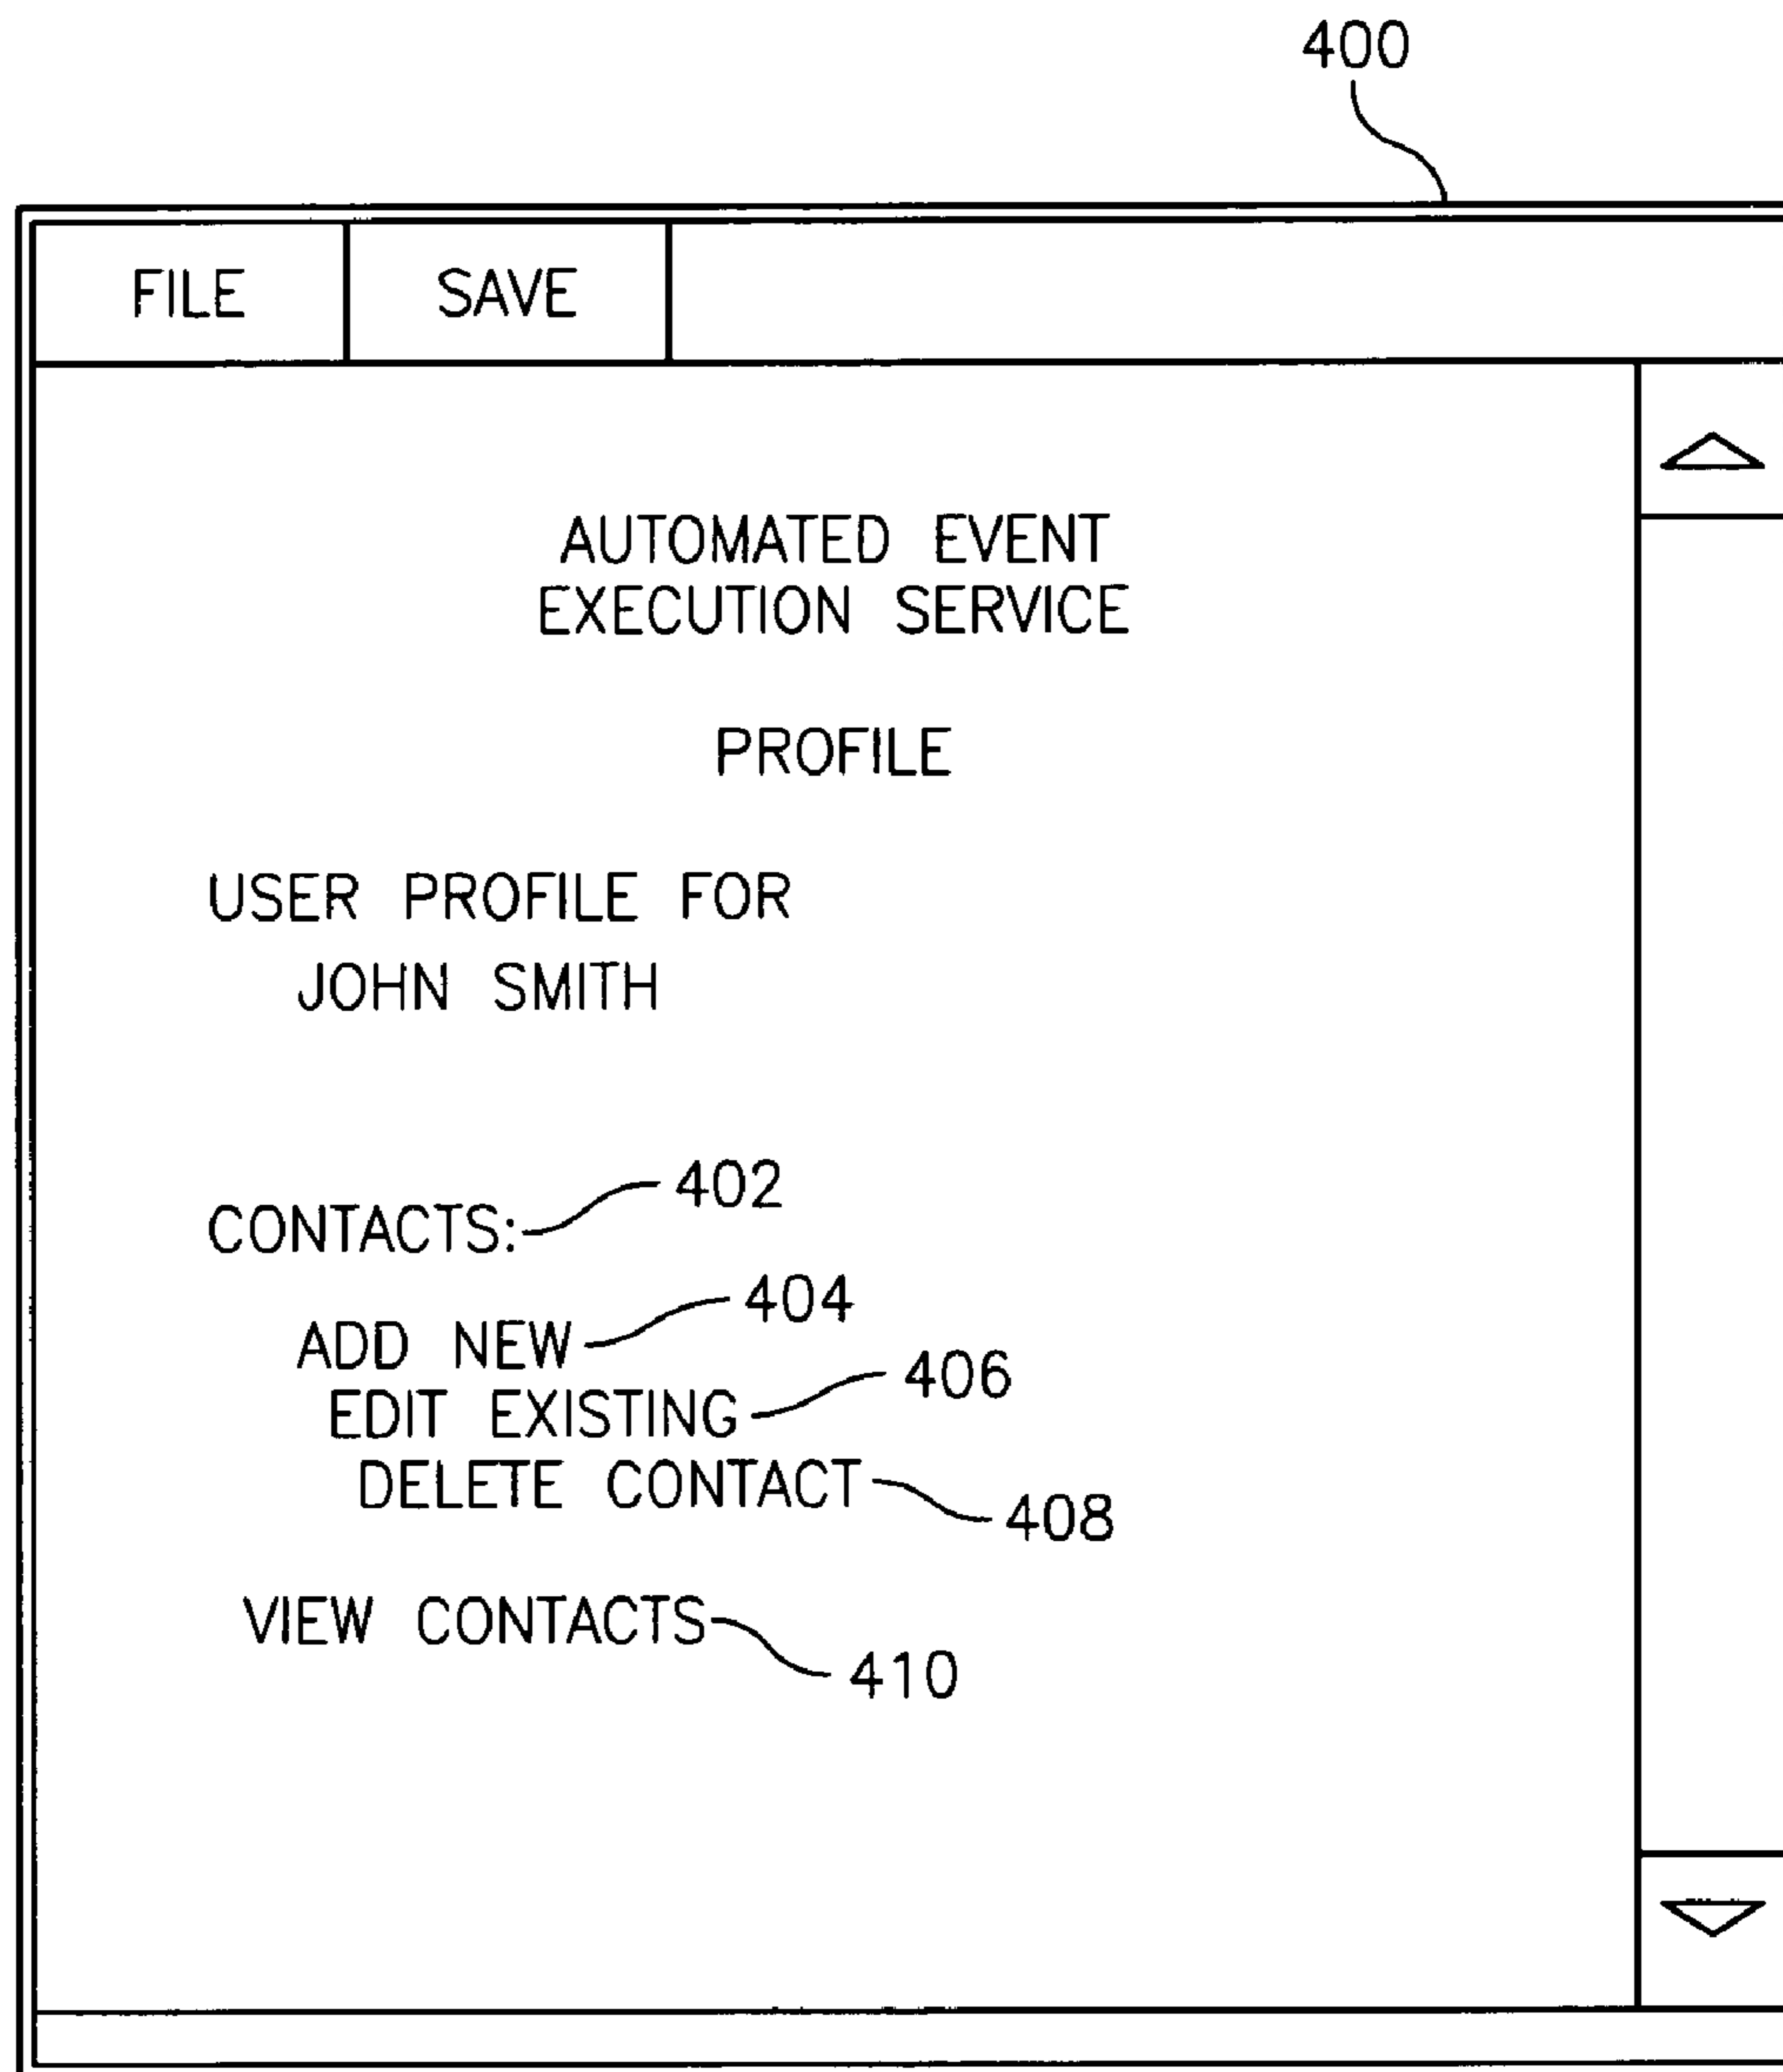 400
FILE SAVE
AUTOMATED EVENT
EXECUTION SERVICE
PROFILE
USER PROFILE FOR
JOHN SMITH
CONTACTS: 402
ADD NEW 404
EDIT EXISTING 406
DELETE CONTACT 408
VIEW CONTACTS 410